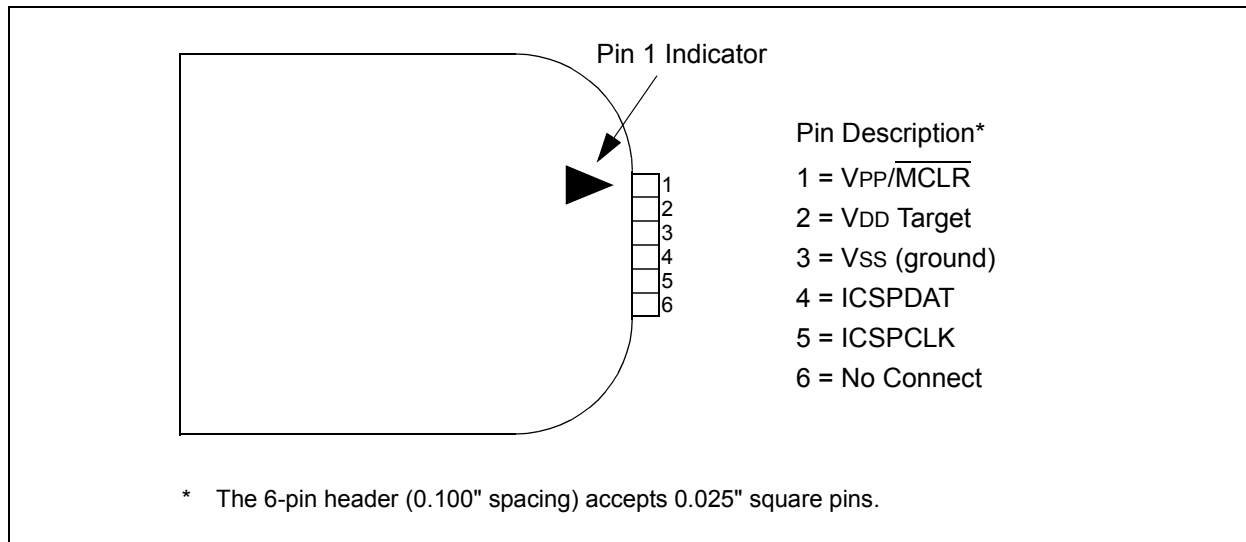 Pin 1 Indicator
1
2
3
4
5
6
Pin Description*
1 = VPP/M̅C̅L̅R̅
2 = VDD Target
3 = VSS (ground)
4 = ICSPDAT
5 = ICSPCLK
6 = No Connect
* The 6-pin header (0.100" spacing) accepts 0.025" square pins.